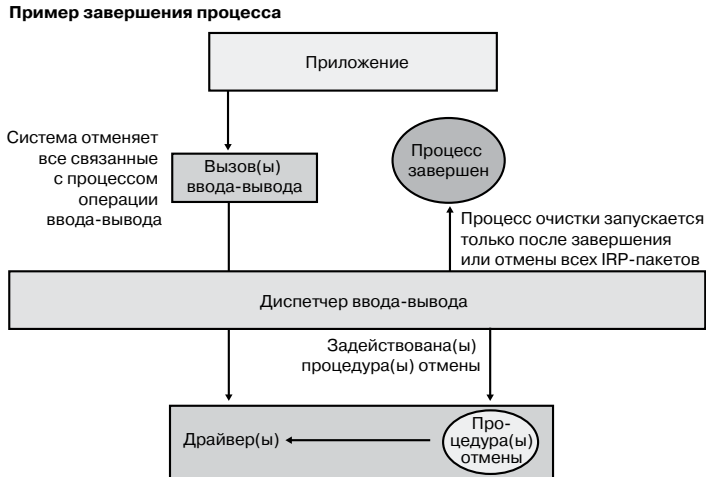 Пример завершения процесса
Приложение
Система отменяет
все связанные
с процессом
операции
ввода-вывода
Вызов(ы)
ввода-вывода
Процесс
завершен
Процесс очистки запускается
только после завершения
или отмены всех IRP-пакетов
Диспетчер ввода-вывода
Задействована(ы)
процедура(ы) отмены
Драйвер(ы)
Про-
цедура(ы)
отмены